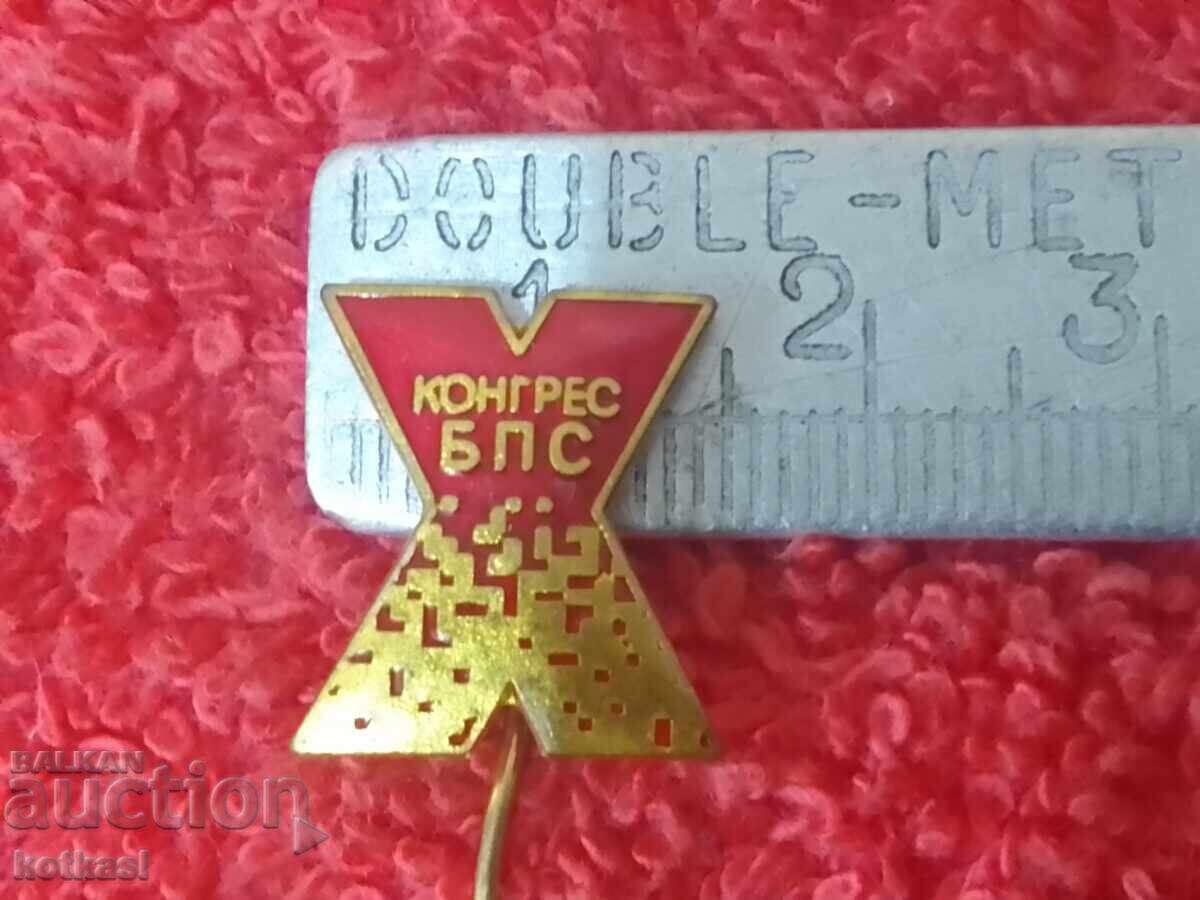 DOUBLE-MET
1 2 3
X
КОНГРЕС
БПС
BALKAN
auction
kotkasl